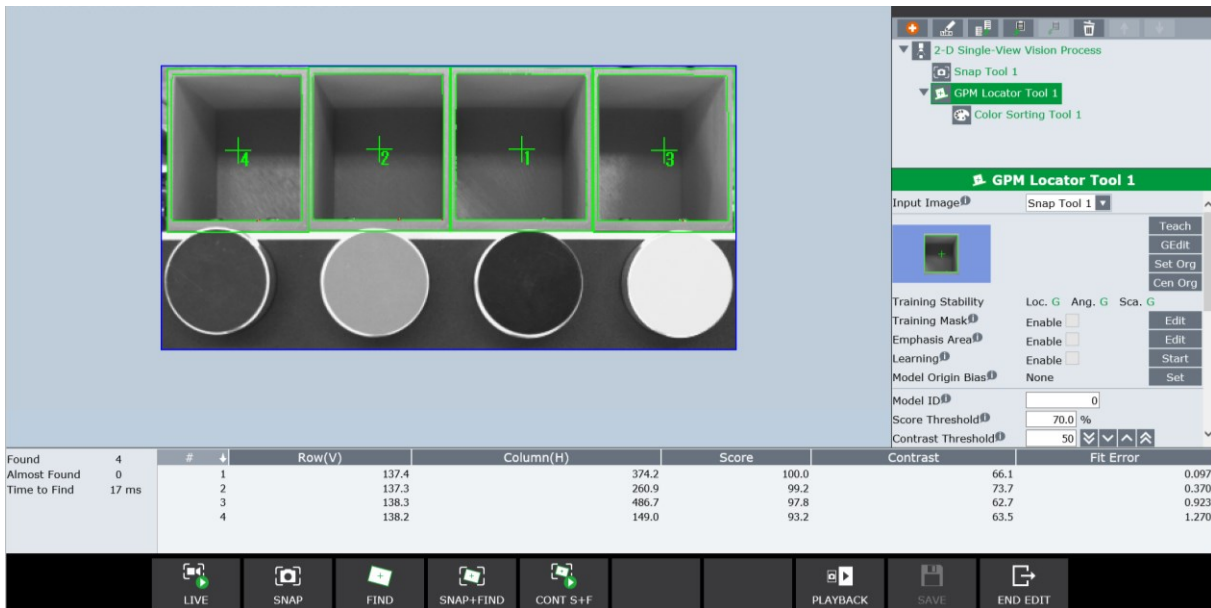 2-D Single-View Vision Process
Snap Tool 1
GPM Locator Tool 1
Color Sorting Tool 1
4 2 1 3
GPM Locator Tool 1
Input Image Snap Tool 1
Teach
GEdit
Set Org
Cen Org
Training Stability Loc. G Ang. G Sca. G
Training Mask Enable Edit
Emphasis Area Enable Edit
Learning Enable Start
Model Origin Bias None Set
Model ID 0
Score Threshold 70.0 %
Contrast Threshold 50
Found 4
Almost Found 0
Time to Find 17 ms
# Row(V) Column(H) Score Contrast Fit Error
1 137.4 374.2 100.0 66.1 0.097
2 137.3 260.9 99.2 73.7 0.370
3 138.3 486.7 97.8 62.7 0.923
4 138.2 149.0 93.2 63.5 1.270
LIVE SNAP FIND SNAP+FIND CONT S+F PLAYBACK SAVE END EDIT